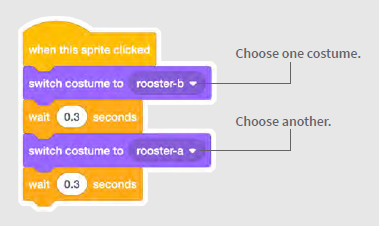 when this sprite clicked
switch costume to rooster-b
Choose one costume.
wait 0.3 seconds
Choose another.
switch costume to rooster-a
wait 0.3 seconds